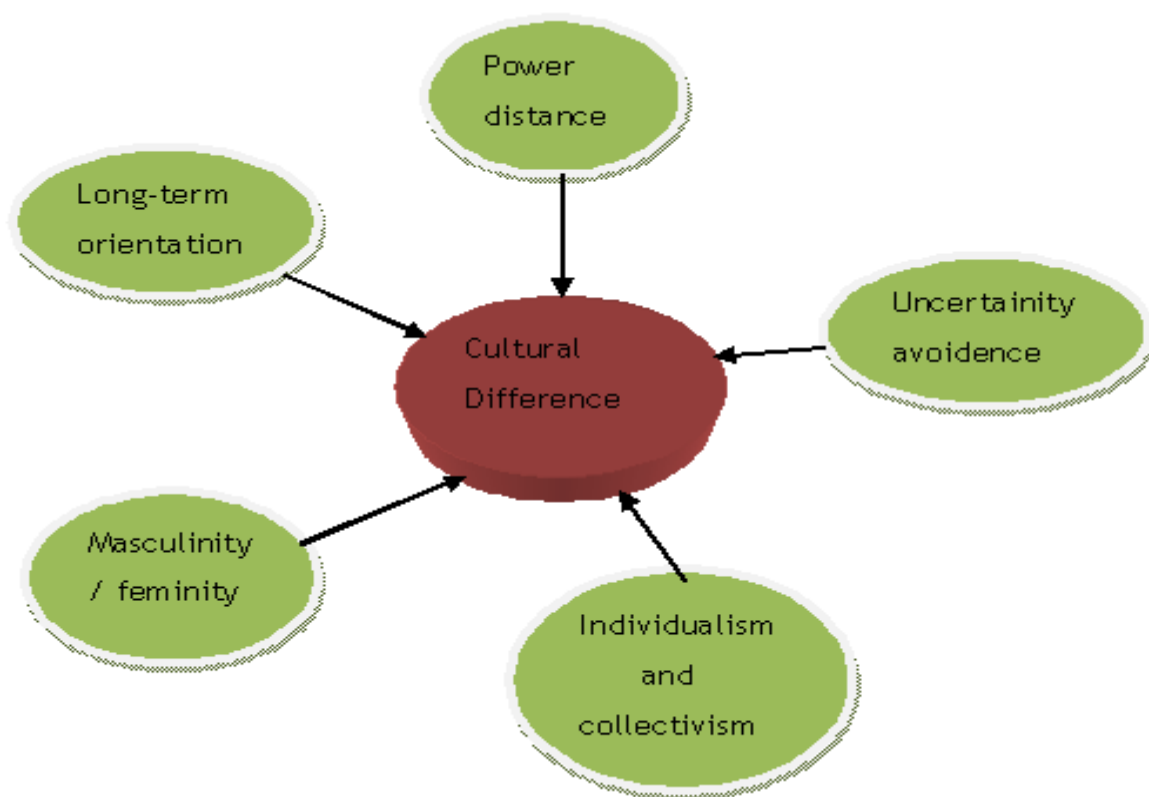 Power
distance
Long-term
orientation
Uncertainity
avoidence
Cultural
Difference
Masculinity
/ feminity
Individualism
and
collectivism